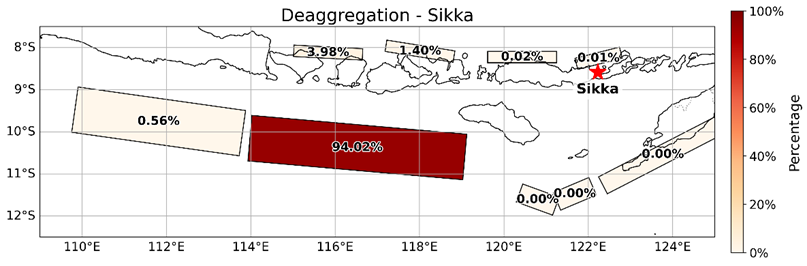 Deaggregation - Sikka
100%
8°S
3.98%
1.40%
0.02%
0.01%
Sikka
80%
9°S
0.56%
94.02%
10°S
60%
Percentage
0.00%
11°S
40%
0.00%
0.00%
12°S
20%
110°E
112°E
114°E
116°E
118°E
120°E
122°E
124°E
0%